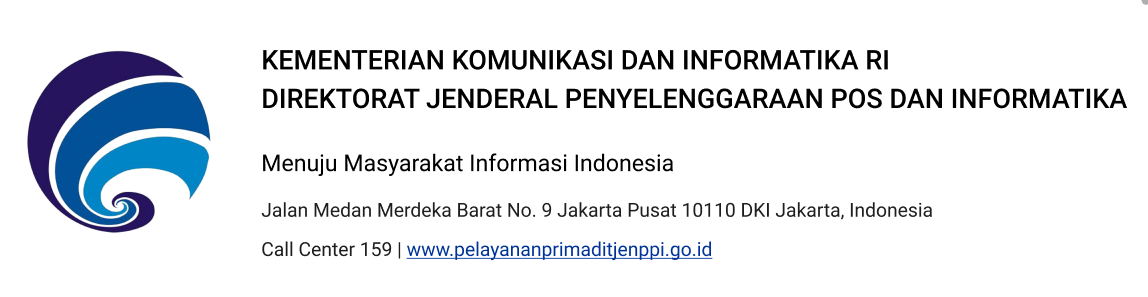 KEMENTERIAN KOMUNIKASI DAN INFORMATIKA RI
DIREKTORAT JENDERAL PENYELENGGARAAN POS DAN INFORMATIKA
Menuju Masyarakat Informasi Indonesia
Jalan Medan Merdeka Barat No. 9 Jakarta Pusat 10110 DKI Jakarta, Indonesia
Call Center 159 | www.pelayananprimaditjenppi.go.id